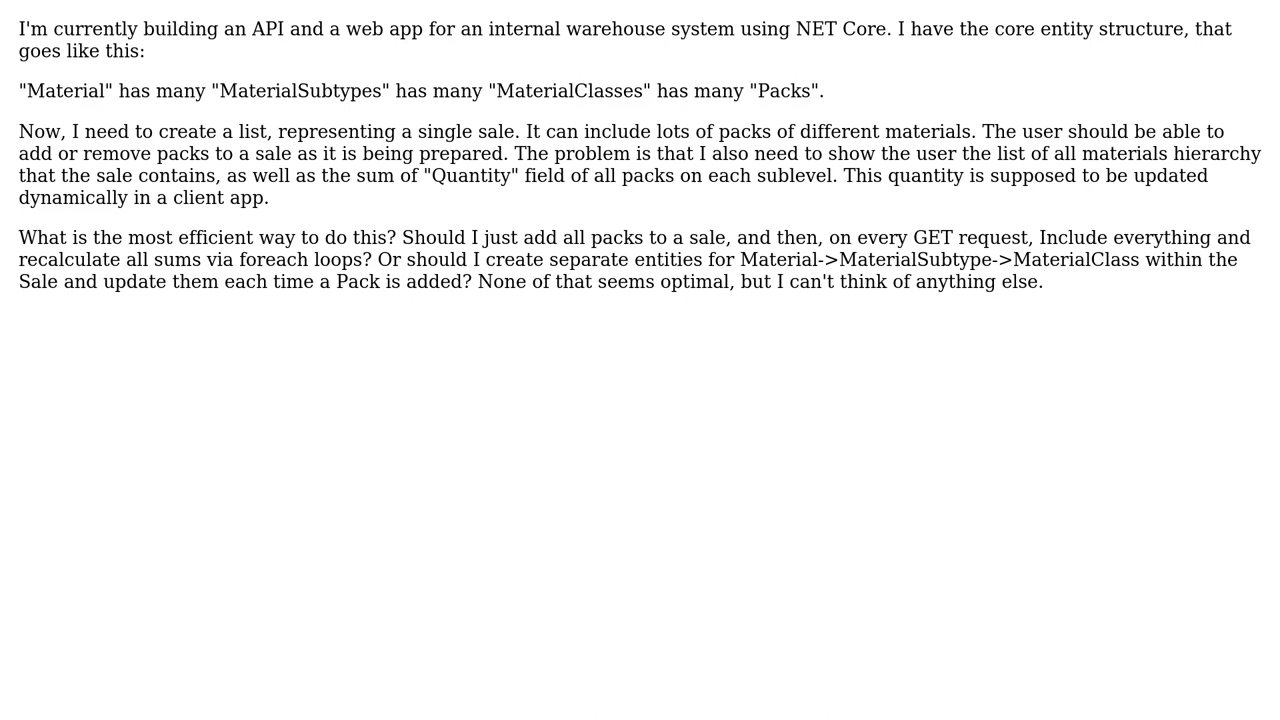 I'm currently building an API and a web app for an internal warehouse system using NET Core. I have the core entity structure, that
goes like this:
"Material" has many "MaterialSubtypes" has many "MaterialClasses" has many "Packs".
Now, I need to create a list, representing a single sale. It can include lots of packs of different materials. The user should be able to
add or remove packs to a sale as it is being prepared. The problem is that I also need to show the user the list of all materials hierarchy
that the sale contains, as well as the sum of "Quantity" field of all packs on each sublevel. This quantity is supposed to be updated
dynamically in a client app.
What is the most efficient way to do this? Should I just add all packs to a sale, and then, on every GET request, Include everything and
recalculate all sums via foreach loops? Or should I create separate entities for Material->MaterialSubtype->MaterialClass within the
Sale and update them each time a Pack is added? None of that seems optimal, but I can't think of anything else.